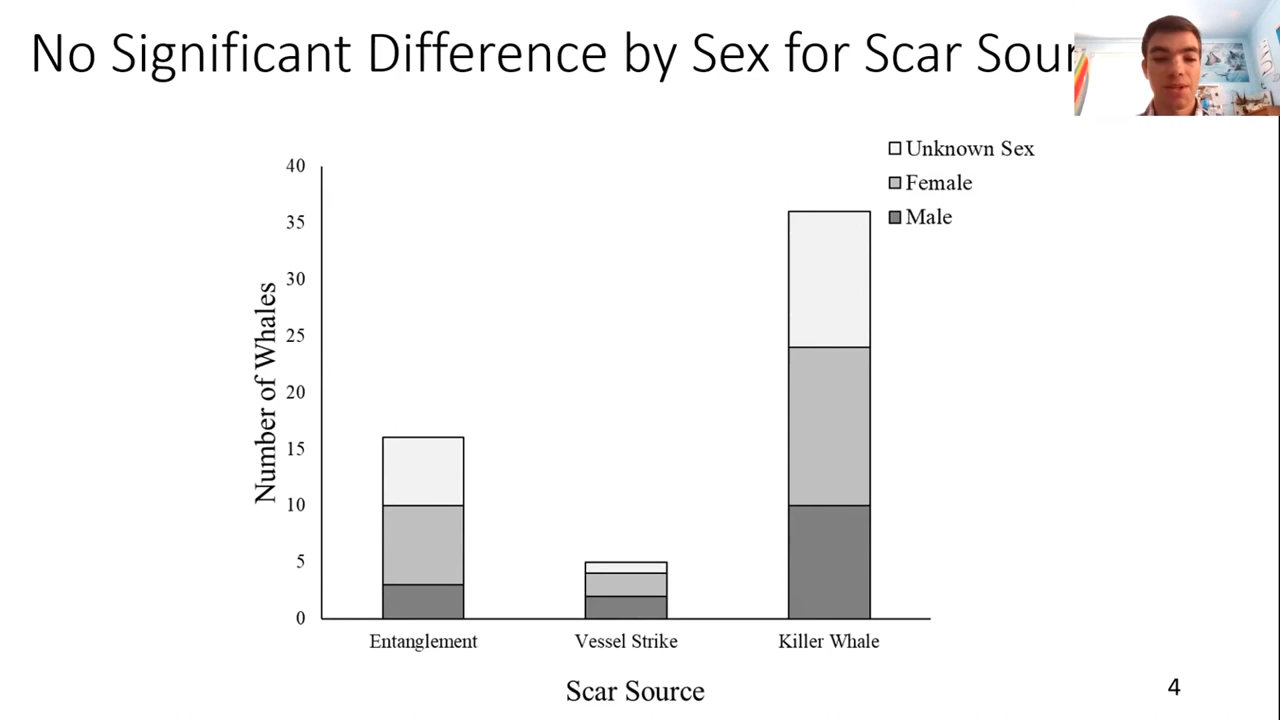 No Significant Difference by Sex for Scar
Unknown Sex
Female
Male
40
35
30
25
20
15
10
5
0
Number of Whales
Entanglement
Vessel Strike
Killer Whale
Scar Source
4